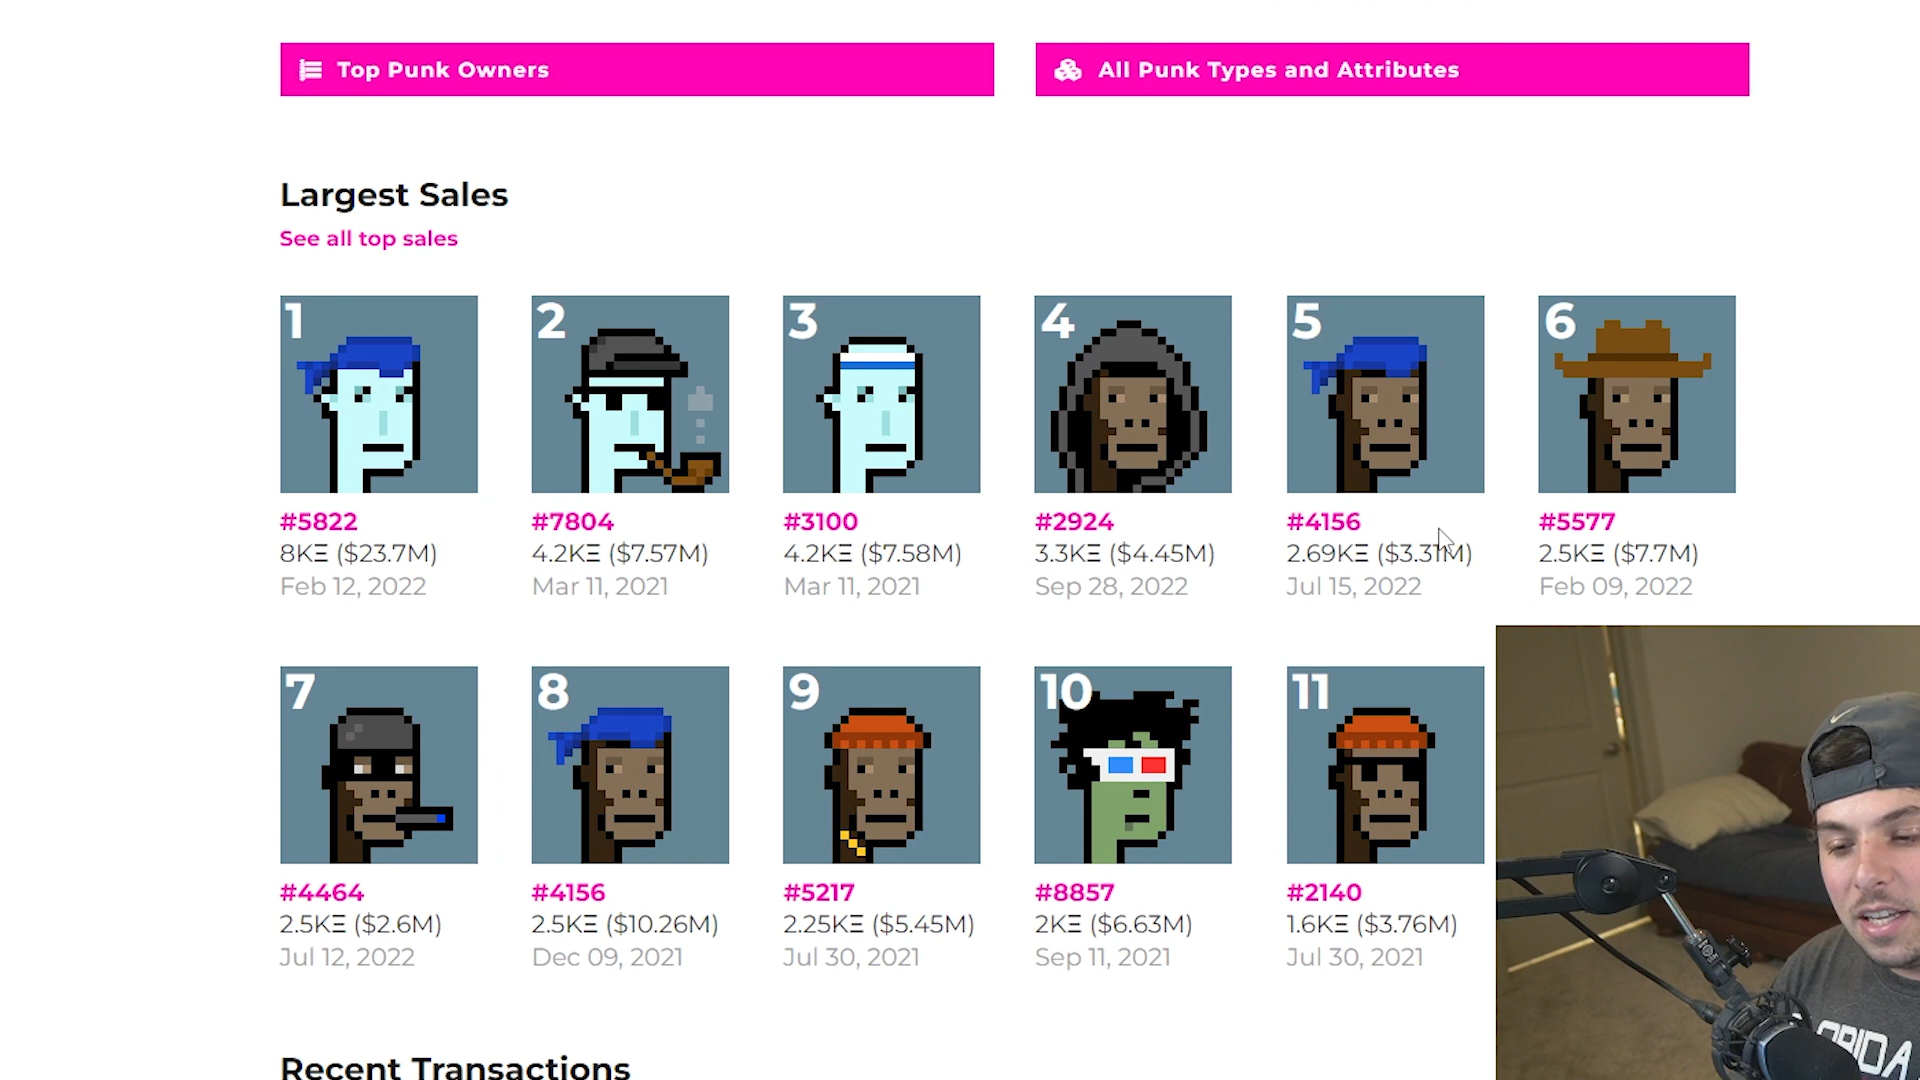 Top Punk Owners
All Punk Types and Attributes
Largest Sales
See all top sales
1
2
3
4
5
6
#5822
#7804
#3100
#2924
#4156
#5577
8KΞ ($23.7M)
4.2KΞ ($7.57M)
4.2KΞ ($7.58M)
3.3KΞ ($4.45M)
2.69KΞ ($3.31M)
2.5KΞ ($7.7M)
Feb 12, 2022
Mar 11, 2021
Mar 11, 2021
Sep 28, 2022
Jul 15, 2022
Feb 09, 2022
7
8
9
10
11
#4464
#4156
#5217
#8857
#2140
2.5KΞ ($2.6M)
2.5KΞ ($10.26M)
2.25KΞ ($5.45M)
2KΞ ($6.63M)
1.6KΞ ($3.76M)
Jul 12, 2022
Dec 09, 2021
Jul 30, 2021
Sep 11, 2021
Jul 30, 2021
Recent Transactions